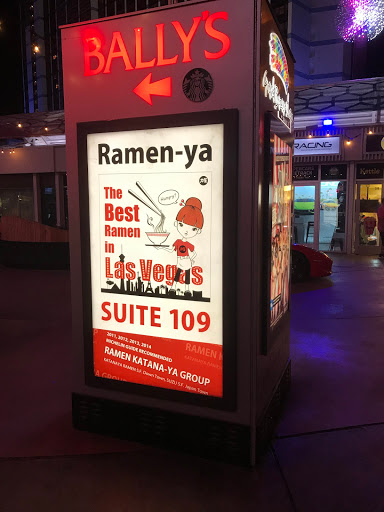 BALLY'S
Ramen-ya
The
Best
Ramen
in
Las Vegas
HUNGRY?
SUITE 109
2011, 2012, 2013, 2014
MICHELIN GUIDE RECOMMENDED
RAMEN KATANA-YA GROUP
RACING